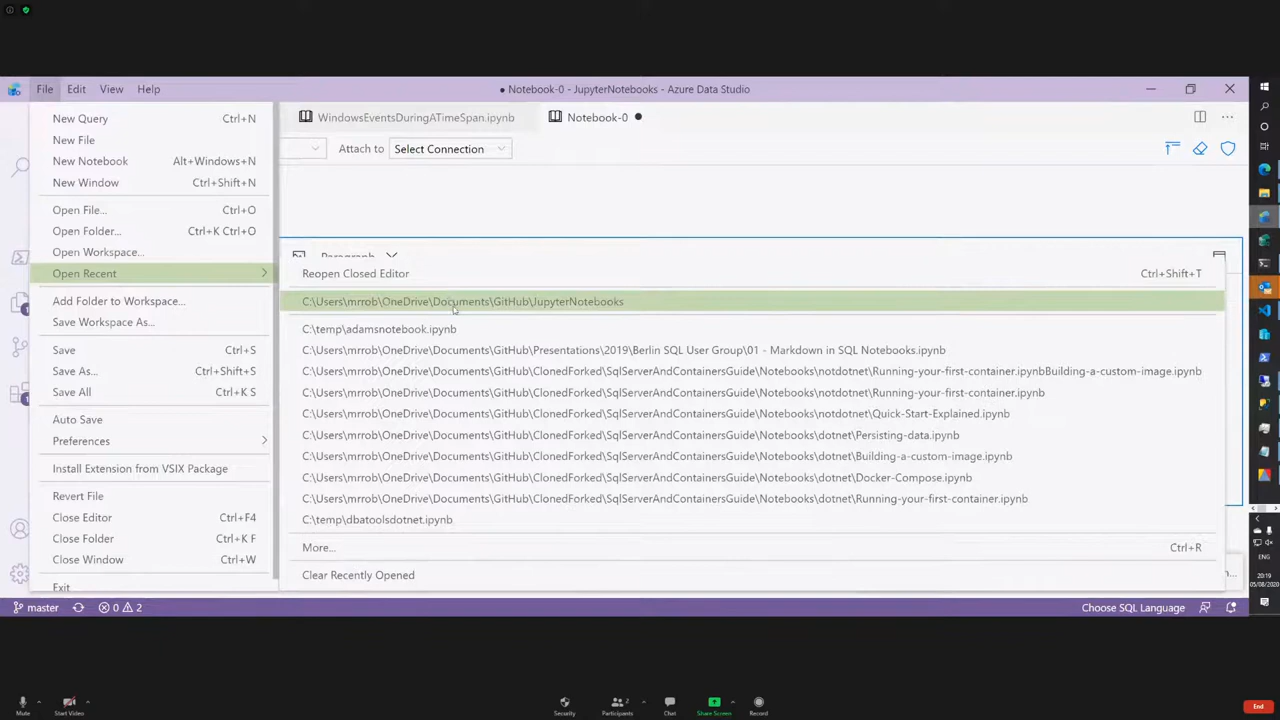 File Edit View Help
● Notebook-0 - JupyterNotebooks - Azure Data Studio
WindowsEventsDuringATimeSpan.ipynb
Notebook-0 ●
Attach to Select Connection
New Query Ctrl+N
New File
New Notebook Alt+Windows+N
New Window Ctrl+Shift+N
Open File... Ctrl+O
Open Folder... Ctrl+K Ctrl+O
Open Workspace...
Open Recent
Add Folder to Workspace...
Save Workspace As...
Save Ctrl+S
Save As... Ctrl+Shift+S
Save All Ctrl+K S
Auto Save
Preferences
Install Extension from VSIX Package
Revert File
Close Editor Ctrl+F4
Close Folder Ctrl+K F
Close Window Ctrl+W
Exit
Paragraph
Reopen Closed Editor Ctrl+Shift+T
C:\Users\mrrob\OneDrive\Documents\GitHub\JupyterNotebooks
C:\temp\adamsnotebook.ipynb
C:\Users\mrrob\OneDrive\Documents\GitHub\Presentations\2019\Berlin SQL User Group\01 - Markdown in SQL Notebooks.ipynb
C:\Users\mrrob\OneDrive\Documents\GitHub\ClonedForked\SqlServerAndContainersGuide\Notebooks\notdotnet\Running-your-first-container.ipynbBuilding-a-custom-image.ipynb
C:\Users\mrrob\OneDrive\Documents\GitHub\ClonedForked\SqlServerAndContainersGuide\Notebooks\notdotnet\Running-your-first-container.ipynb
C:\Users\mrrob\OneDrive\Documents\GitHub\ClonedForked\SqlServerAndContainersGuide\Notebooks\notdotnet\Quick-Start-Explained.ipynb
C:\Users\mrrob\OneDrive\Documents\GitHub\ClonedForked\SqlServerAndContainersGuide\Notebooks\dotnet\Persisting-data.ipynb
C:\Users\mrrob\OneDrive\Documents\GitHub\ClonedForked\SqlServerAndContainersGuide\Notebooks\dotnet\Building-a-custom-image.ipynb
C:\Users\mrrob\OneDrive\Documents\GitHub\ClonedForked\SqlServerAndContainersGuide\Notebooks\dotnet\Docker-Compose.ipynb
C:\Users\mrrob\OneDrive\Documents\GitHub\ClonedForked\SqlServerAndContainersGuide\Notebooks\dotnet\Running-your-first-container.ipynb
C:\temp\dbatoolsdotnet.ipynb
More... Ctrl+R
Clear Recently Opened
master 0 2
Choose SQL Language
ENG
20:19
05/08/2020
Mute
Start Video
Security
Participants 2
Chat
Share Screen
Record
End